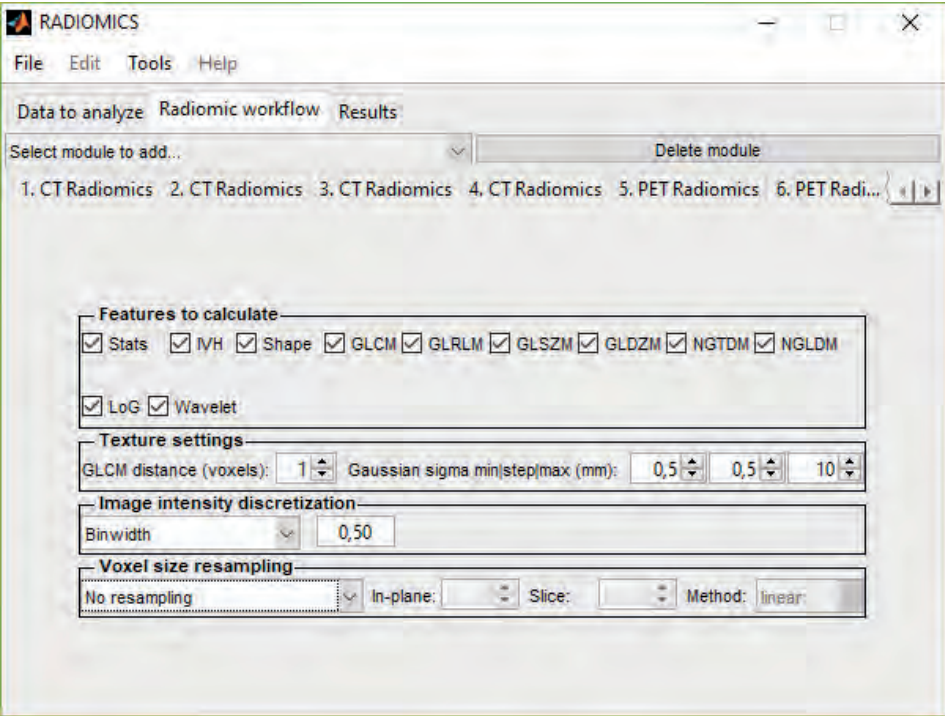 RADIOMICS
File Edit Tools Help
Data to analyze Radiomic workflow Results
Select module to add... Delete module
1. CT Radiomics 2. CT Radiomics 3. CT Radiomics 4. CT Radiomics 5. PET Radiomics 6. PET Radi...
Features to calculate
Stats IVH Shape GLCM GLRLM GLSZM GLDZM NGTDM NGLDM
LoG Wavelet
Texture settings
GLCM distance (voxels): 1 Gaussian sigma min|step|max (mm): 0,5 0,5 10
Image intensity discretization
Binwidth 0,50
Voxel size resampling
No resampling In-plane: Slice: Method: linear